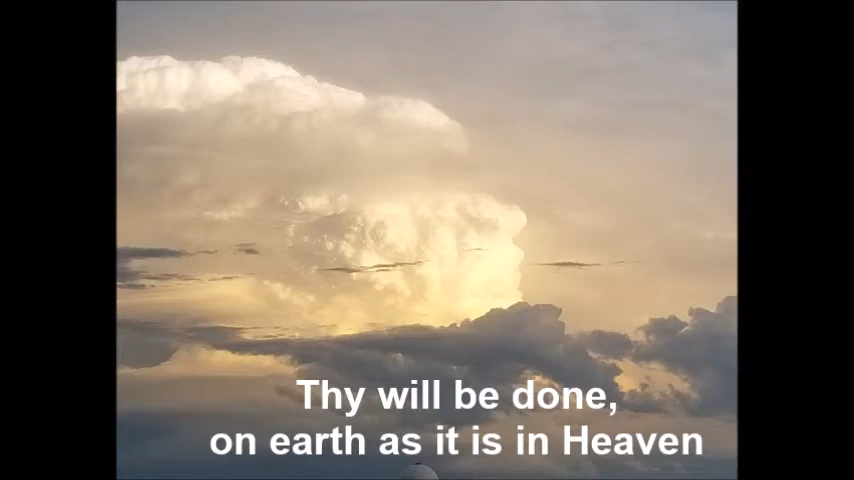 Thy will be done,
on earth as it is in Heaven